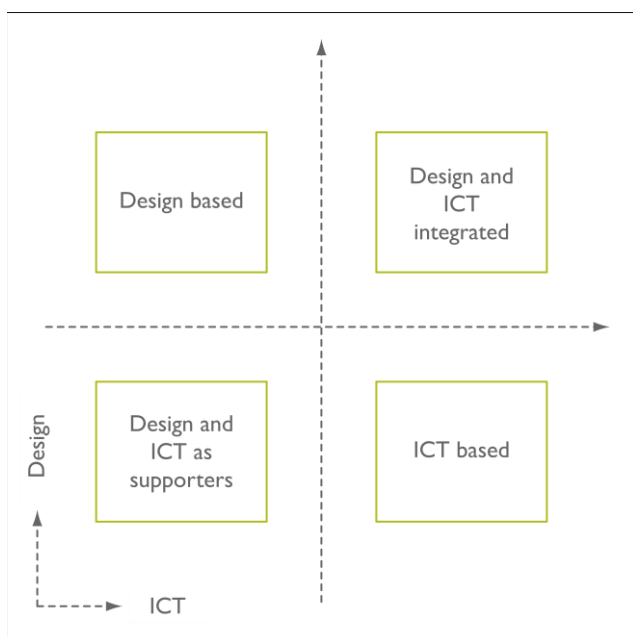 Design based
Design and
ICT
integrated
Design and
ICT as
supporters
ICT based
Design
ICT